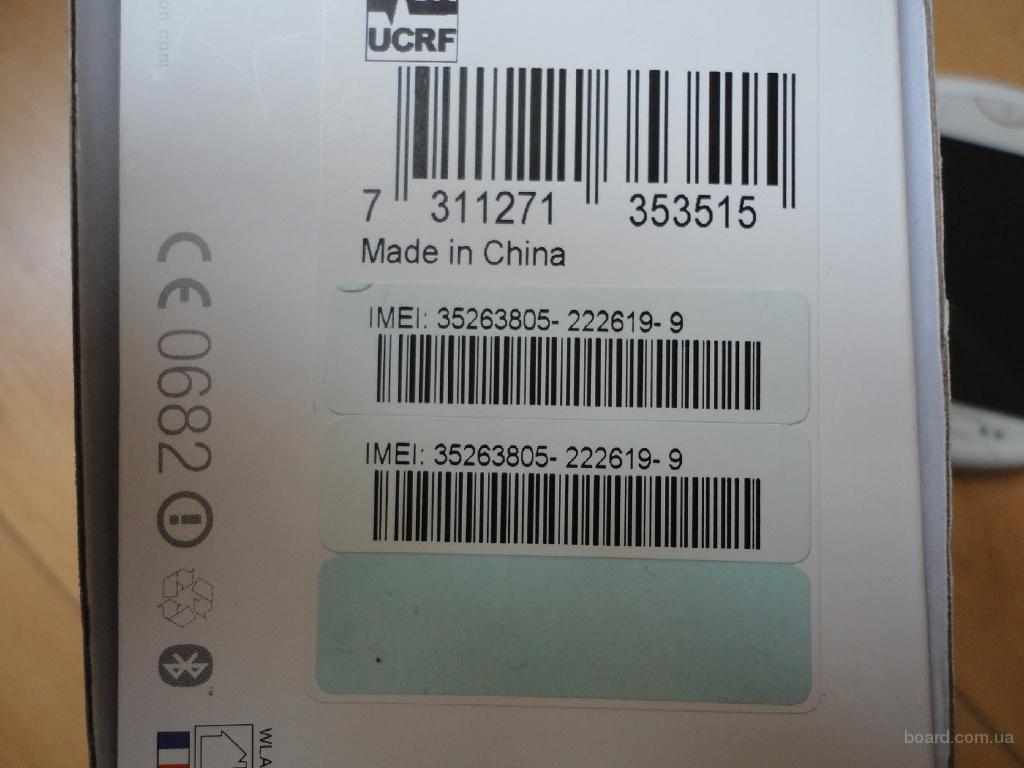 UCRF
7 311271 353515
Made in China
IMEI: 35263805- 222619- 9
IMEI: 35263805- 222619- 9
CE 0682
WLA
board.com.ua